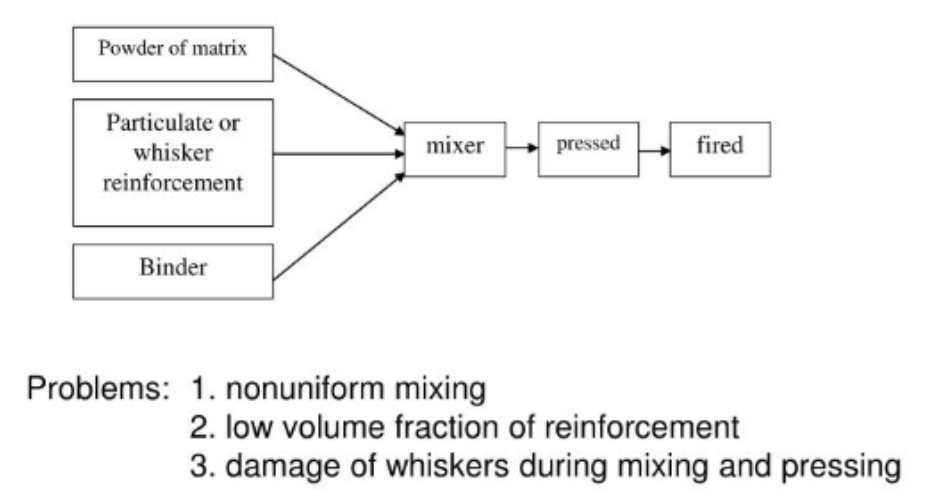 Powder of matrix
Particulate or
whisker
reinforcement
Binder
mixer
pressed
fired
Problems: 1. nonuniform mixing
2. low volume fraction of reinforcement
3. damage of whiskers during mixing and pressing